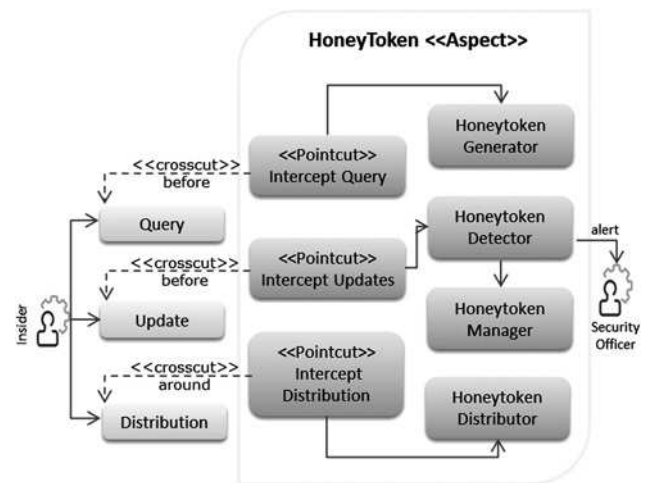 HoneyToken <<Aspect>>
Honeytoken
Generator
<<Pointcut>>
Intercept Query
<<crosscut>>
before
Query
Honeytoken
Detector
alert
<<Pointcut>>
Intercept Updates
<<crosscut>>
before
Insider
Update
Honeytoken
Manager
Security
Officer
<<Pointcut>>
Intercept
Distribution
<<crosscut>>
around
Distribution
Honeytoken
Distributor